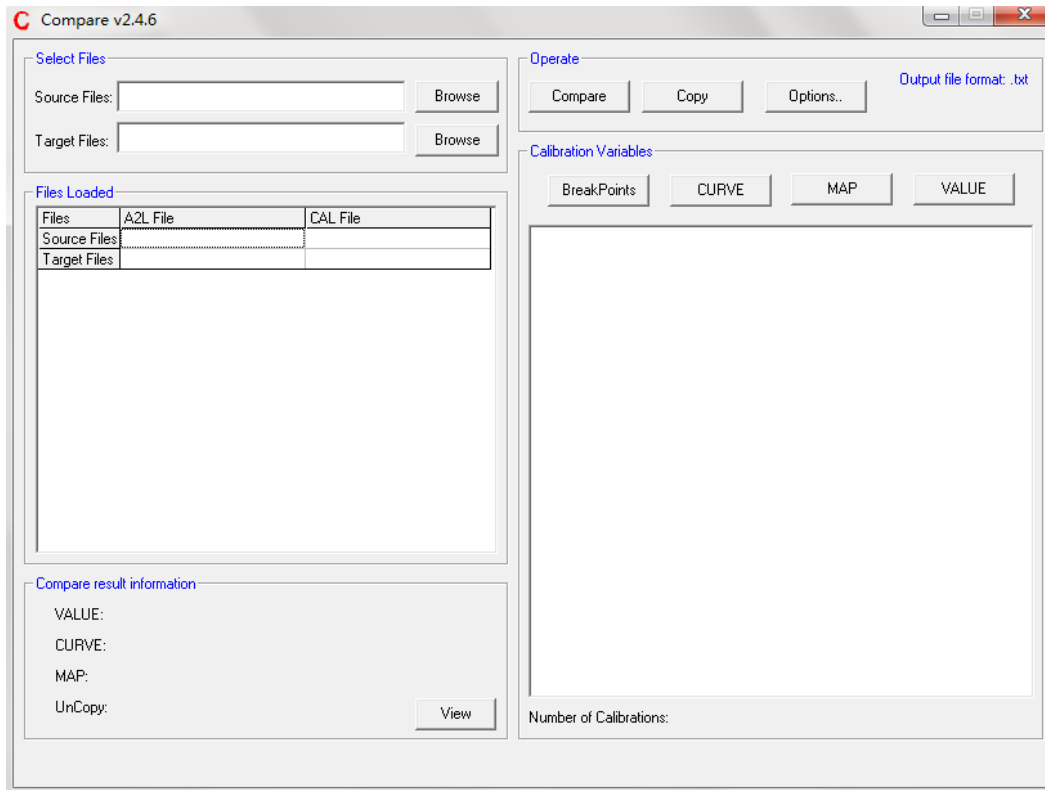 C Compare v2.4.6
Select Files
Source Files: Browse
Target Files: Browse
Files Loaded
Files A2L File CAL File
Source Files
Target Files
Compare result information
VALUE:
CURVE:
MAP:
UnCopy:
View
Operate
Output file format: .txt
Compare Copy Options..
Calibration Variables
BreakPoints CURVE MAP VALUE
Number of Calibrations: